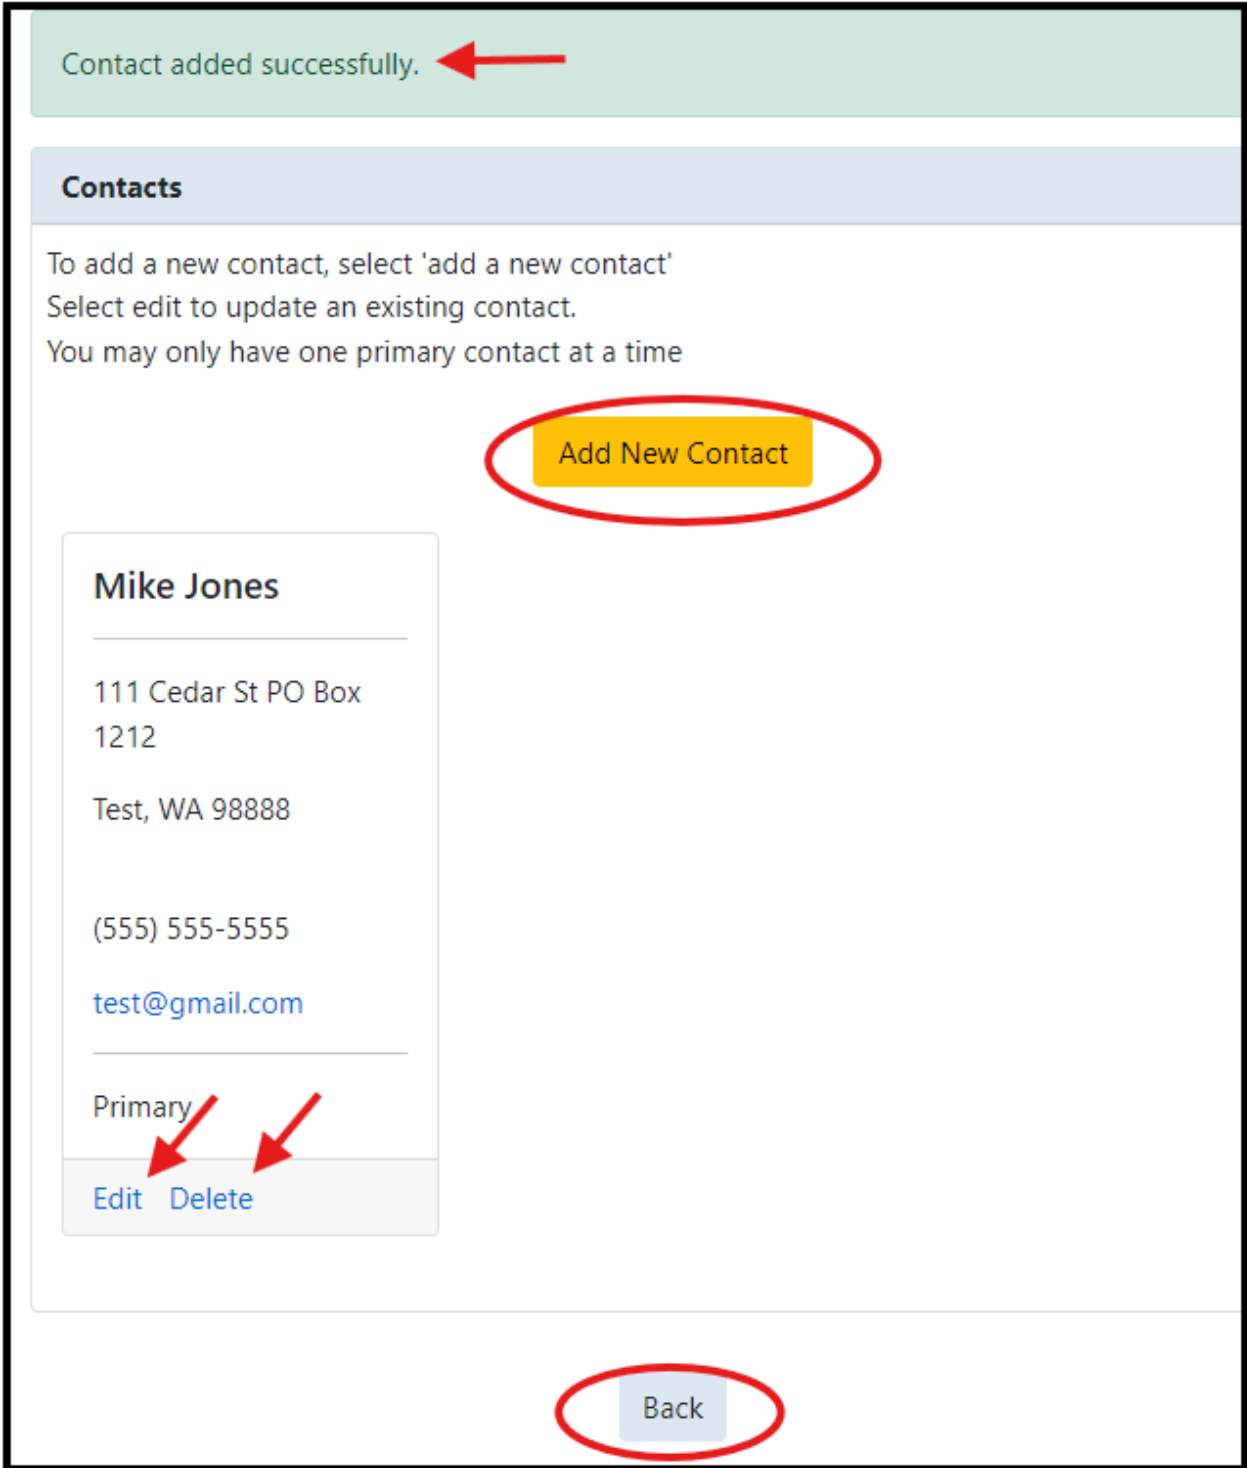 Contact added successfully.
Contacts
To add a new contact, select 'add a new contact'
Select edit to update an existing contact.
You may only have one primary contact at a time
Add New Contact
Mike Jones
111 Cedar St PO Box
1212
Test, WA 98888
(555) 555-5555
test@gmail.com
Primary
Edit Delete
Back